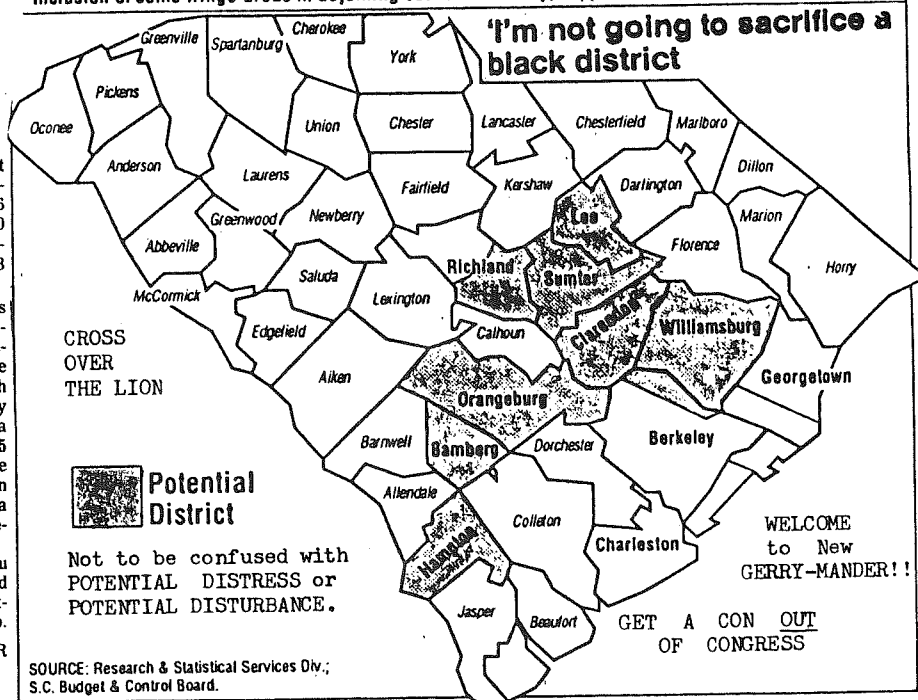 'I'm not going to sacrifice a
black district
Greenville
Spartanburg
Cherokee
York
Pickens
Oconee
Union
Chester
Lancaster
Chesterfield
Marlboro
Anderson
Laurens
Dillon
Fairfield
Kershaw
Darlington
Greenwood
Newberry
Lee
Marion
Abbeville
Florence
Richland
Sumter
Horry
Saluda
McCormick
Lexington
Edgefield
Calhoun
Clarendon
Williamsburg
CROSS
OVER
THE LION
Aiken
Georgetown
Orangeburg
Barnwell
Bamberg
Dorchester
Berkeley
Potential
District
Allendale
Colleton
Charleston
Hampton
WELCOME
to New
GERRY-MANDER!!
Not to be confused with
POTENTIAL DISTRESS or
POTENTIAL DISTURBANCE.
Jasper
Beaufort
GET A CON OUT
OF CONGRESS
SOURCE: Research & Statistical Services Div.;
S.C. Budget & Control Board.